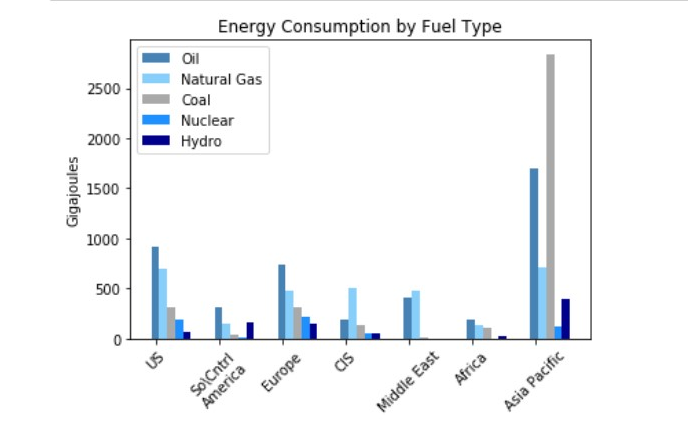 Energy Consumption by Fuel Type
Oil
Natural Gas
Coal
Nuclear
Hydro
Gigajoules
2500
2000
1500
1000
500
0
US
So\Cntrl
America
Europe
CIS
Middle East
Africa
Asia Pacific